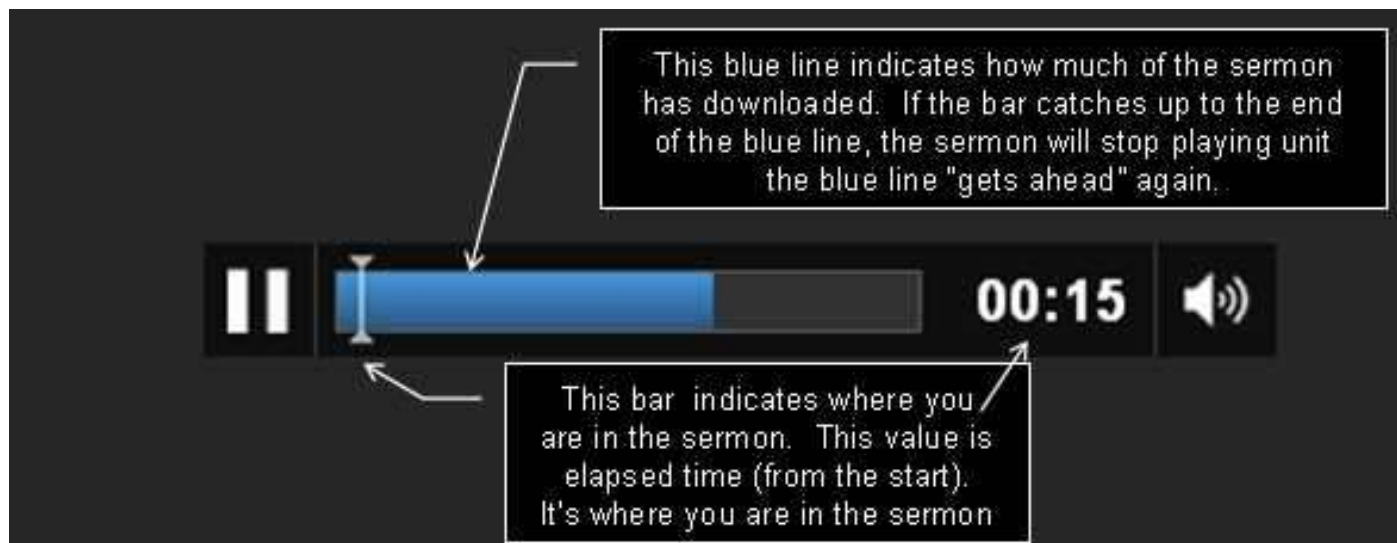 This blue line indicates how much of the sermon
has downloaded.  If the bar catches up to the end
of the blue line, the sermon will stop playing unit
the blue line "gets ahead" again.
00:15
This bar  indicates where you
are in the sermon.  This value is
elapsed time (from the start).
It's where you are in the sermon